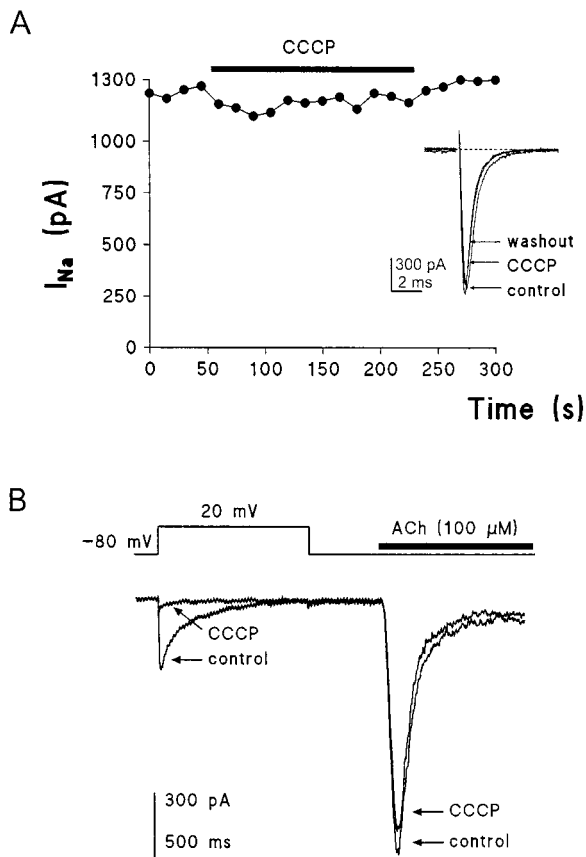 A
CCCP
1300
1000
750
500
250
0
I_Na (pA)
washout
CCCP
control
300 pA
2 ms
0 50 100 150 200 250 300
Time (s)
B
20 mV
-80 mV
ACh (100 µM)
CCCP
control
300 pA
500 ms
CCCP
control